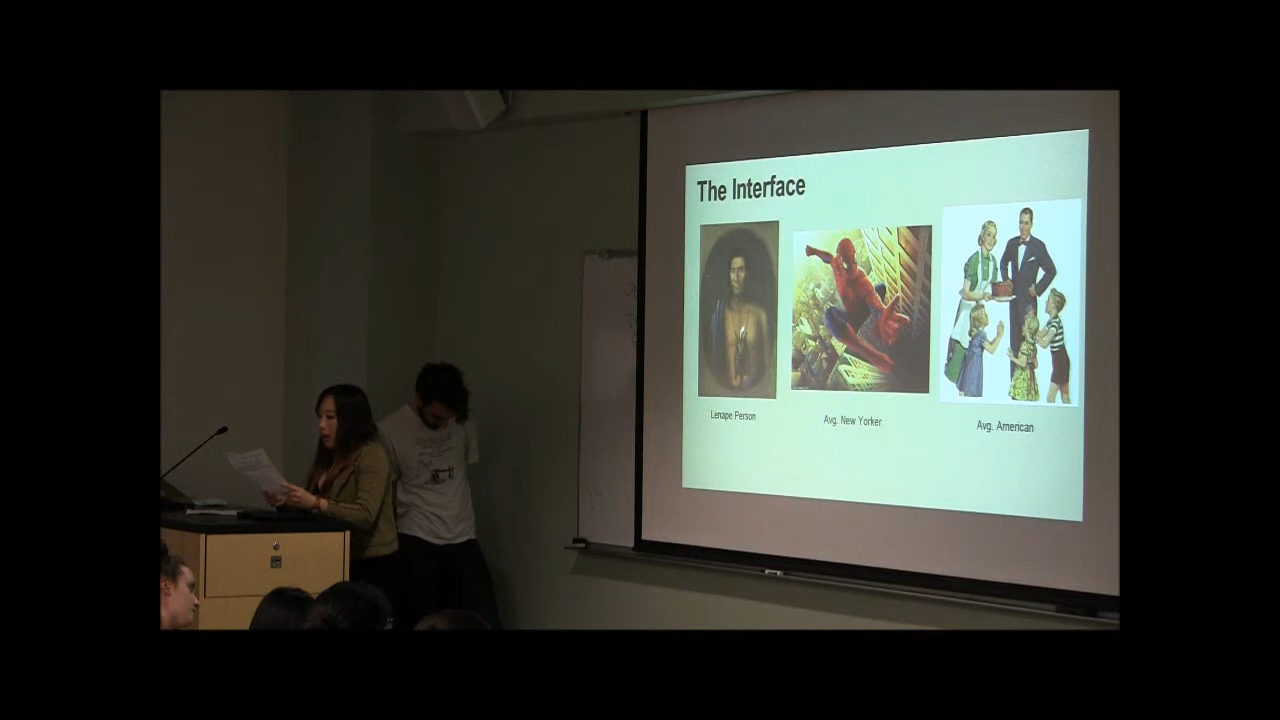 The Interface
Lenape Person
Avg. New Yorker
Avg. American